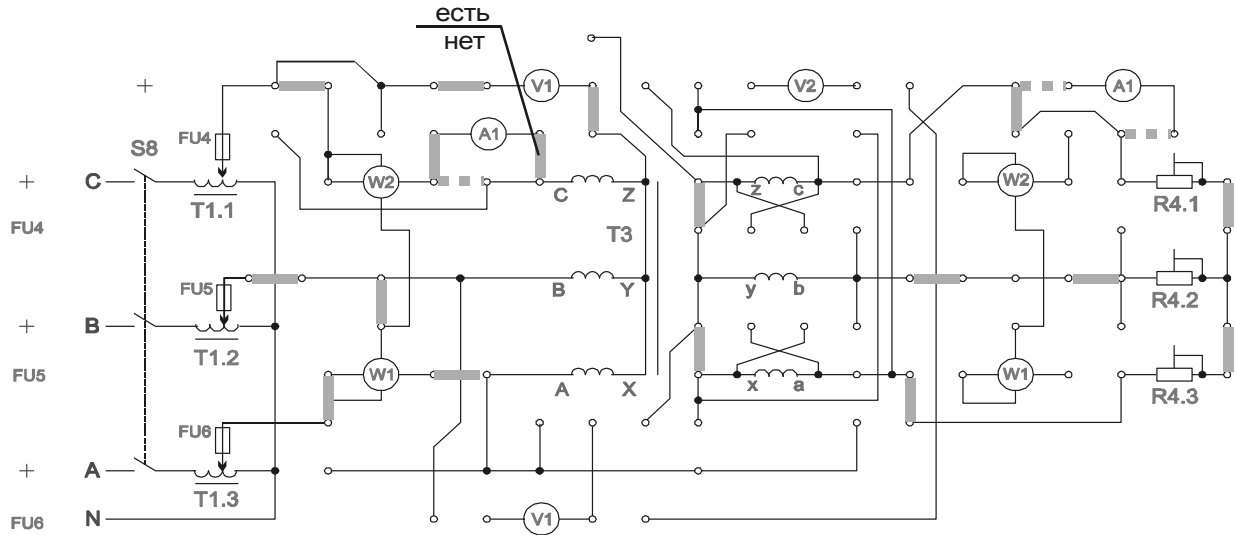 есть
нет
V1
V2
A1
FU4
A1
S8
C
W2
W2
T1.1
C
Z
z
c
R4.1
FU4
T3
FU5
B
Y
y
b
R4.2
B
T1.2
FU5
W1
W1
A
X
x
a
R4.3
FU6
A
T1.3
N
FU6
V1